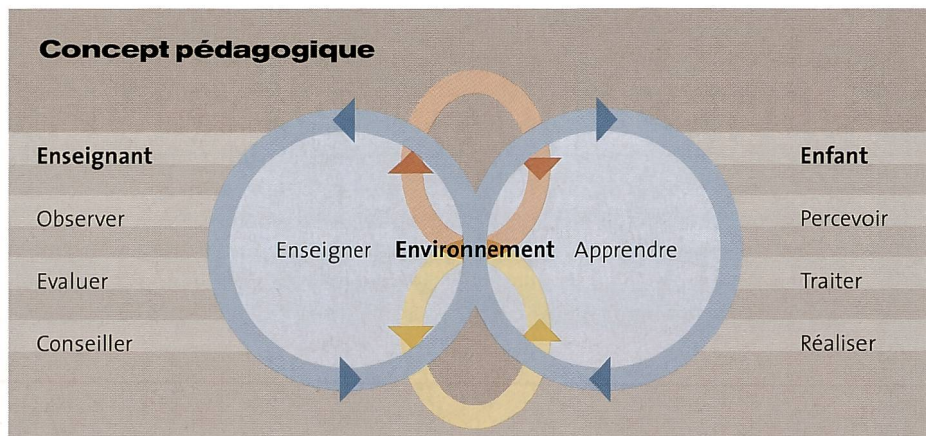 Concept pédagogique
Enseignant
Observer
Evaluer
Conseiller
Enseigner Environnement Apprendre
Enfant
Percevoir
Traiter
Réaliser